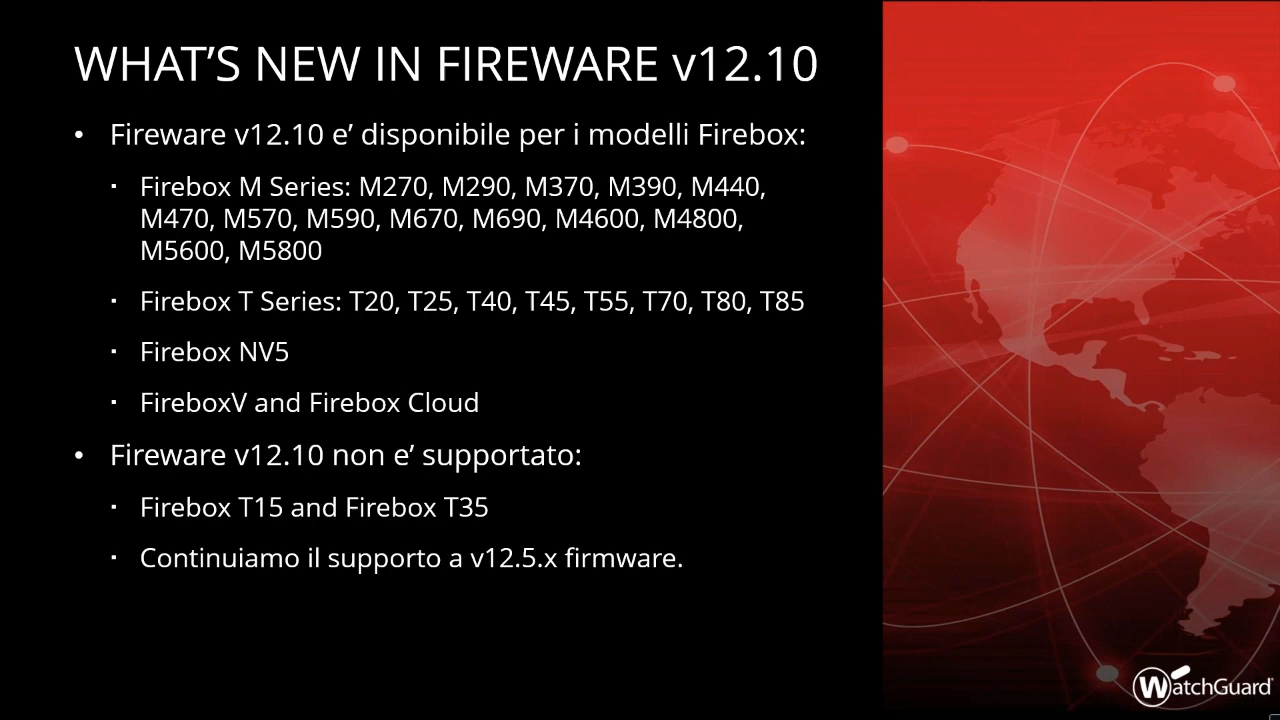 WHAT’S NEW IN FIREWARE v12.10
• Fireware v12.10 e’ disponibile per i modelli Firebox:
▪ Firebox M Series: M270, M290, M370, M390, M440,
M470, M570, M590, M670, M690, M4600, M4800,
M5600, M5800
▪ Firebox T Series: T20, T25, T40, T45, T55, T70, T80, T85
▪ Firebox NV5
▪ FireboxV and Firebox Cloud
• Fireware v12.10 non e’ supportato:
▪ Firebox T15 and Firebox T35
▪ Continuiamo il supporto a v12.5.x firmware.
WatchGuard